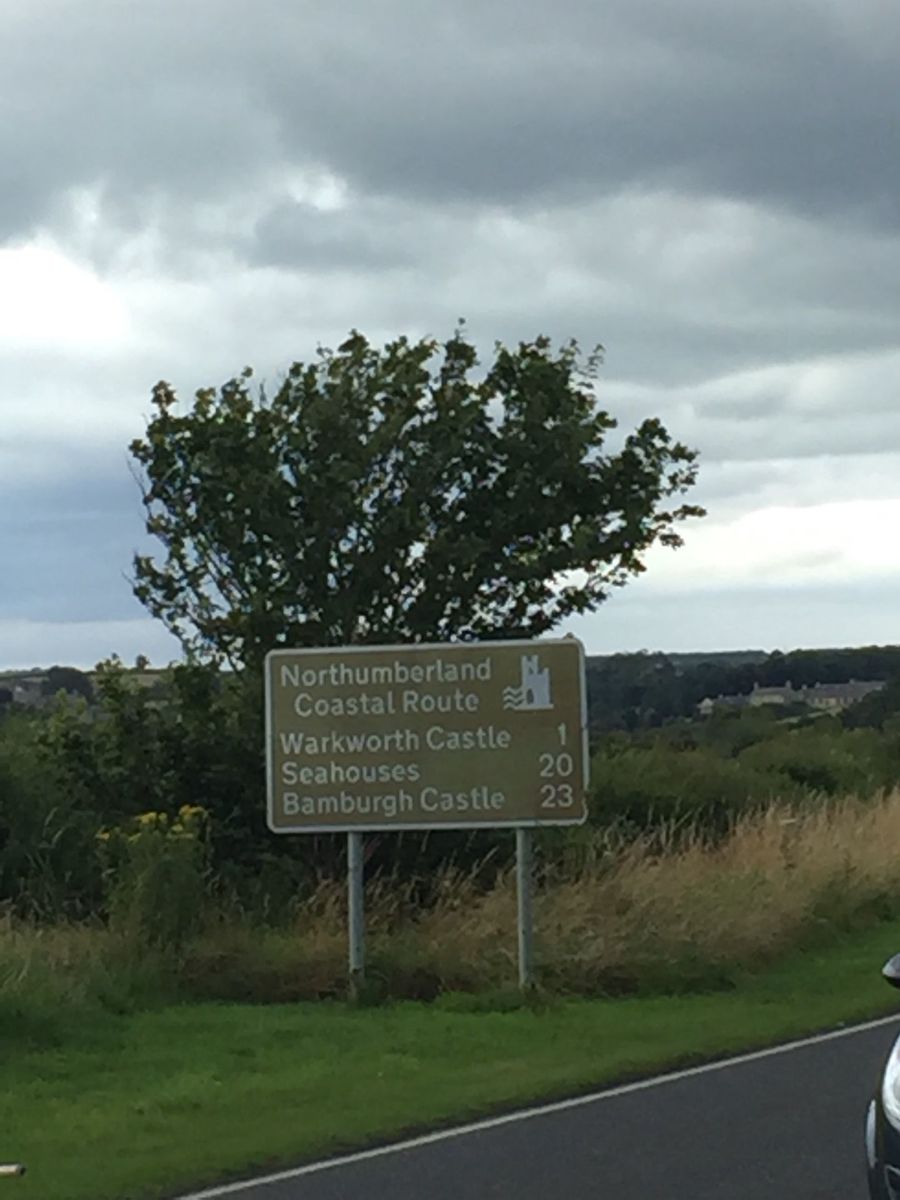 Northumberland
Coastal Route
Warkworth Castle 1
Seahouses 20
Bamburgh Castle 23